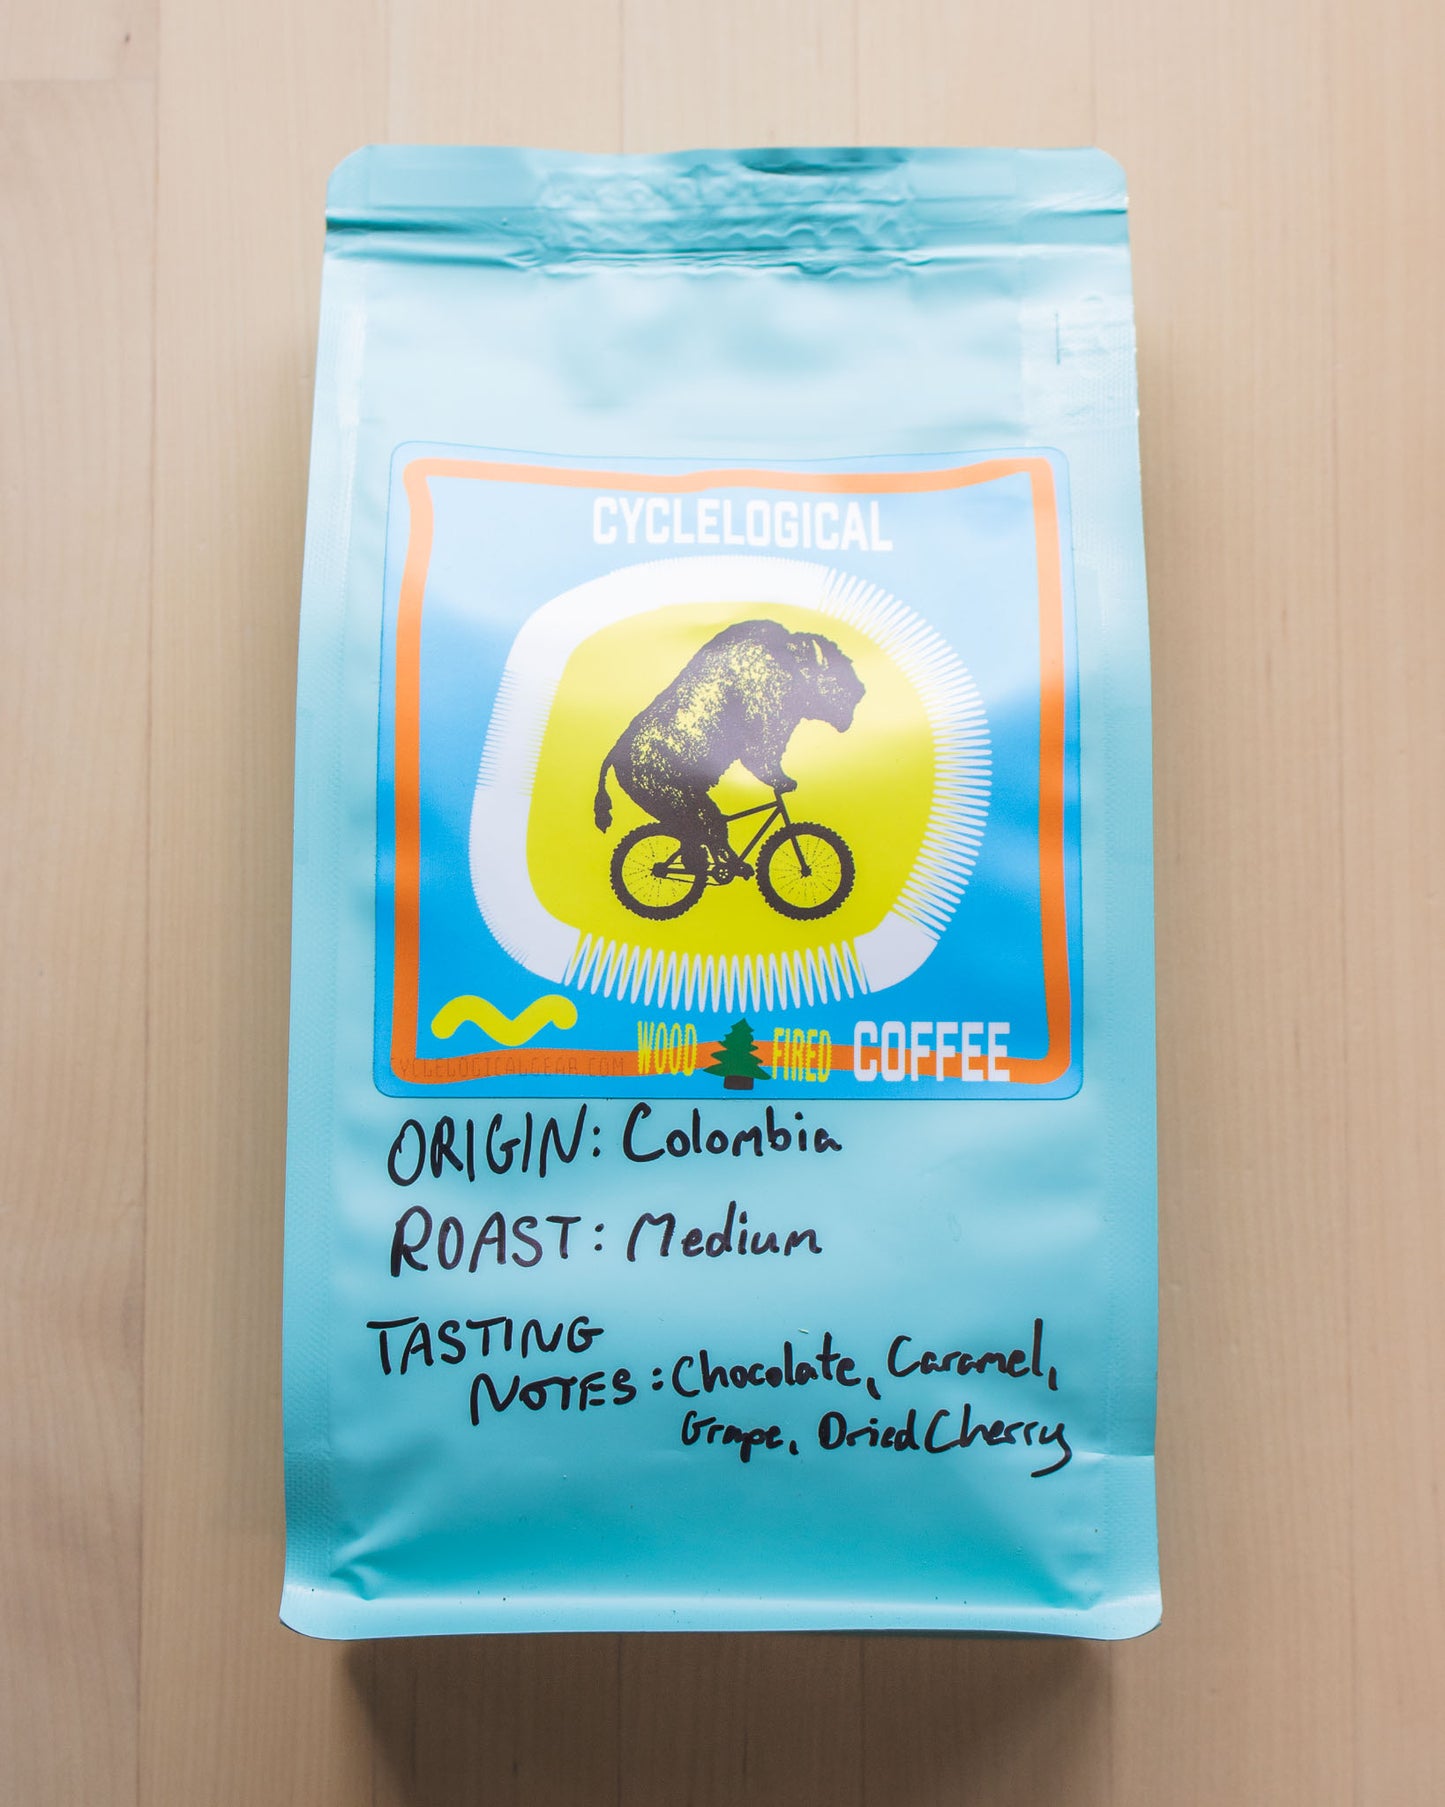 CYCLELOGICAL
WOOD FIRED COFFEE
CYCLELOGICALGEAR.COM
ORIGIN: Colombia
ROAST: Medium
TASTING
NOTES: Chocolate, Caramel,
Grape, Dried Cherry